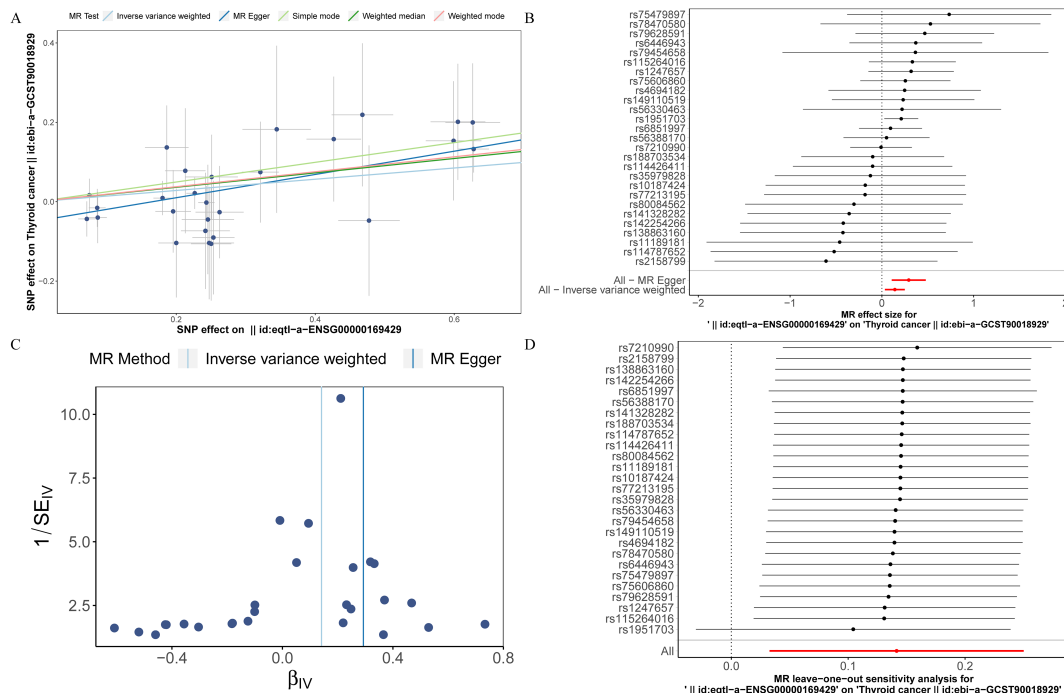 A
MR Test
Inverse variance weighted
MR Egger
Simple mode
Weighted median
Weighted mode
SNP effect on Thyroid cancer || id:ebi-a-GCST90018929
0.4
0.2
0.0
−0.2
0.2
0.4
0.6
SNP effect on || id:eqtl-a-ENSG00000169429
B
rs75479897
rs78470580
rs79628591
rs6446943
rs79454658
rs115264016
rs1247657
rs75606860
rs4694182
rs149110519
rs56330463
rs1951703
rs6851997
rs56388170
rs7210990
rs188703534
rs114426411
rs35979828
rs10187424
rs77213195
rs80084562
rs141328282
rs142254266
rs138863160
rs11189181
rs114787652
rs2158799
All − MR Egger
All − Inverse variance weighted
−2
−1
0
1
MR effect size for
' || id:eqtl-a-ENSG00000169429' on 'Thyroid cancer || id:ebi-a-GCST90018929'
C
MR Method
Inverse variance weighted
MR Egger
1/SE_IV
10.0
7.5
5.0
2.5
−0.4
0.0
0.4
0.8
β_IV
D
rs7210990
rs2158799
rs138863160
rs142254266
rs6851997
rs56388170
rs141328282
rs188703534
rs114787652
rs114426411
rs80084562
rs11189181
rs10187424
rs77213195
rs35979828
rs56330463
rs79454658
rs149110519
rs4694182
rs78470580
rs6446943
rs75479897
rs75606860
rs79628591
rs1247657
rs115264016
rs1951703
All
0.0
0.1
0.2
MR leave−one−out sensitivity analysis for
' || id:eqtl-a-ENSG00000169429' on 'Thyroid cancer || id:ebi-a-GCST90018929'